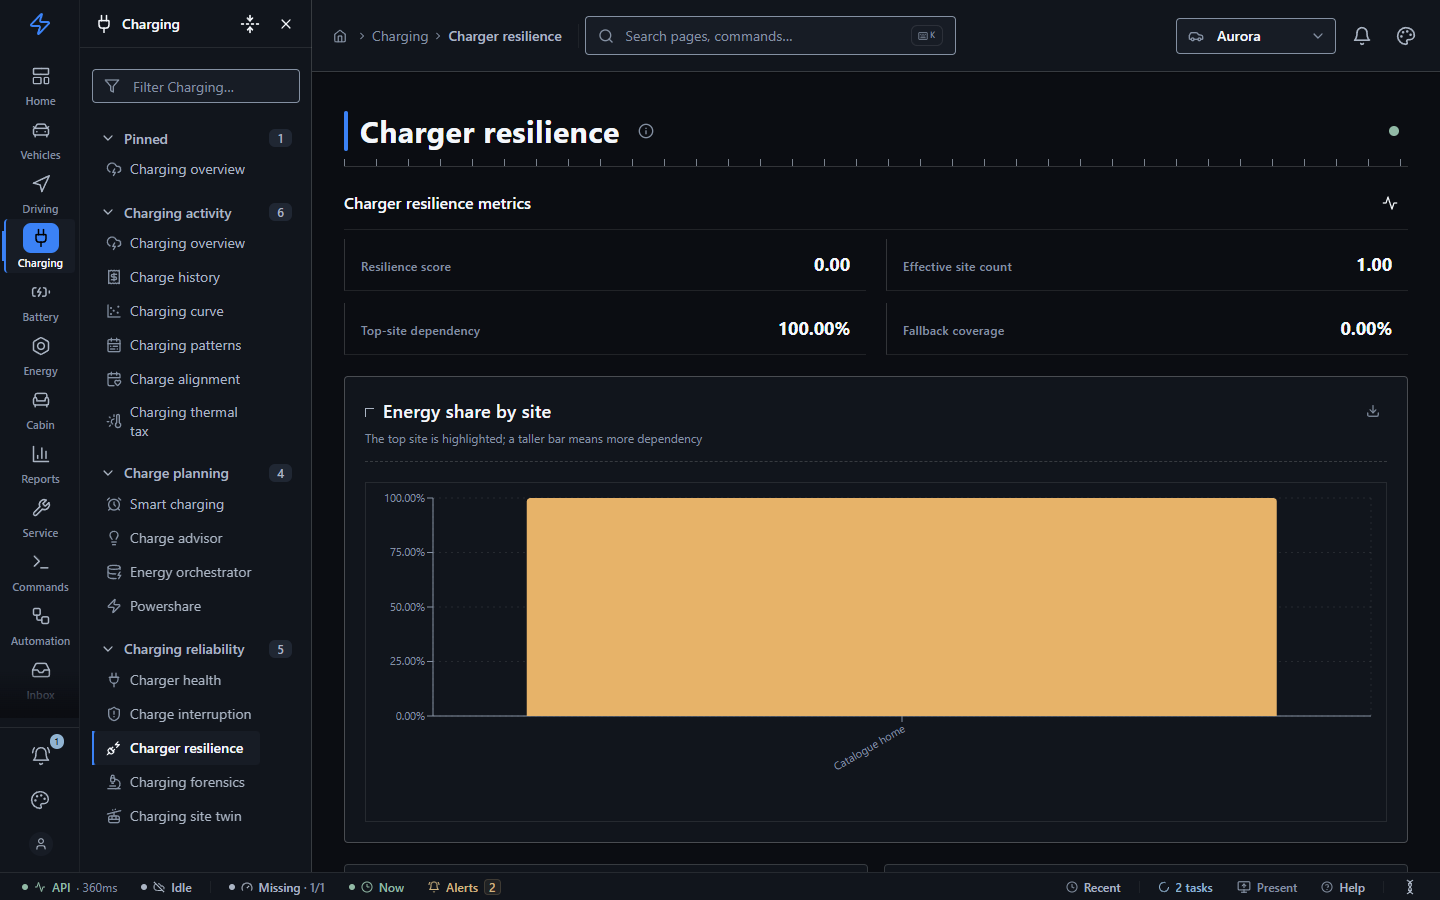 Home
Vehicles
Driving
Charging
Battery
Energy
Cabin
Reports
Service
Commands
Automation
Inbox
1
Charging
Filter Charging...
Pinned 1
Charging overview
Charging activity 6
Charging overview
Charge history
Charging curve
Charging patterns
Charge alignment
Charging thermal
tax
Charge planning 4
Smart charging
Charge advisor
Energy orchestrator
Powershare
Charging reliability 5
Charger health
Charge interruption
Charger resilience
Charging forensics
Charging site twin
Charging Charger resilience
Search pages, commands... K
Aurora
Charger resilience
Charger resilience metrics
Resilience score 0.00
Effective site count 1.00
Top-site dependency 100.00%
Fallback coverage 0.00%
Energy share by site
The top site is highlighted; a taller bar means more dependency
100.00%
75.00%
50.00%
25.00%
0.00%
Catalogue home
API · 360ms Idle Missing · 1/1 Now Alerts 2 Recent 2 tasks Present Help